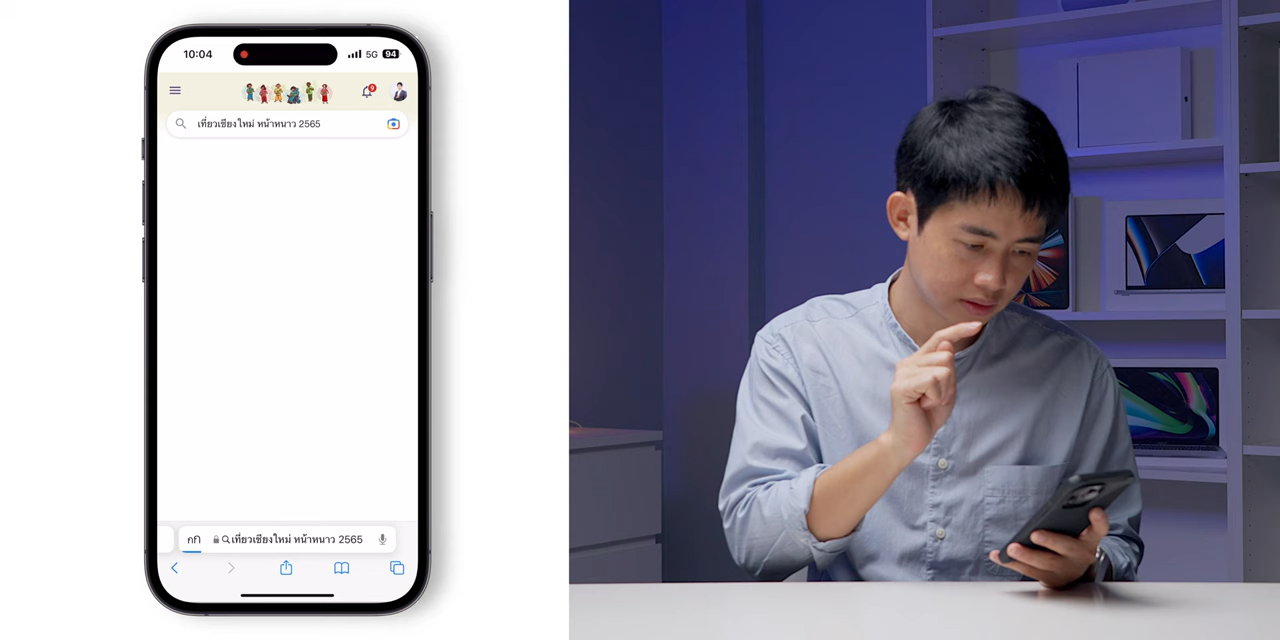 10:04
5G 94
9
เที่ยวเชียงใหม่ หน้าหนาว 2565
กก เที่ยวเชียงใหม่ หน้าหนาว 2565